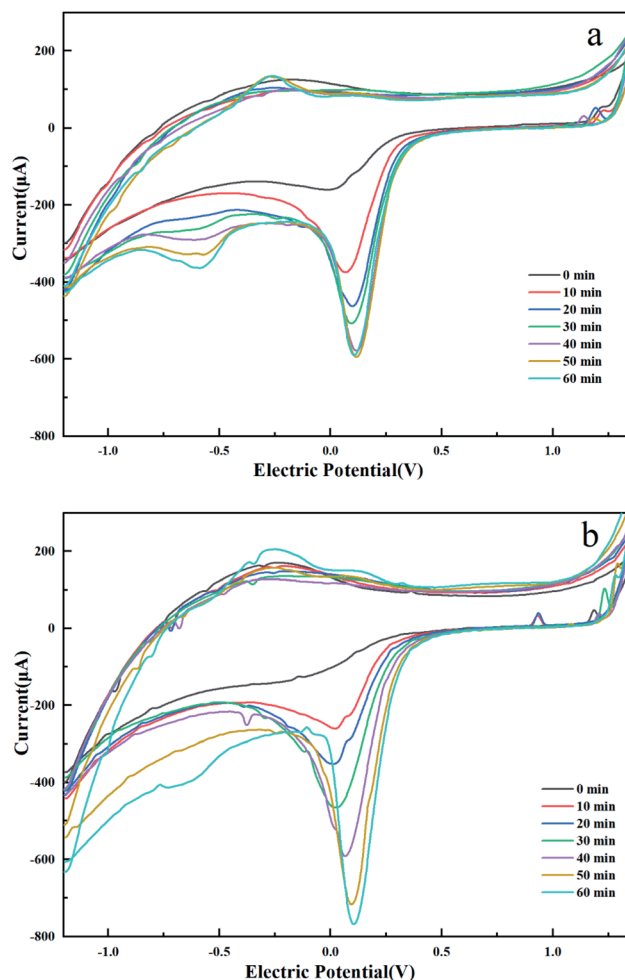 a
200
0
-200
-400
-600
-800
Current(μA)
0 min
10 min
20 min
30 min
40 min
50 min
60 min
-1.0
-0.5
0.0
0.5
1.0
Electric Potential(V)
b
200
0
-200
-400
-600
-800
Current(μA)
0 min
10 min
20 min
30 min
40 min
50 min
60 min
-1.0
-0.5
0.0
0.5
1.0
Electric Potential(V)